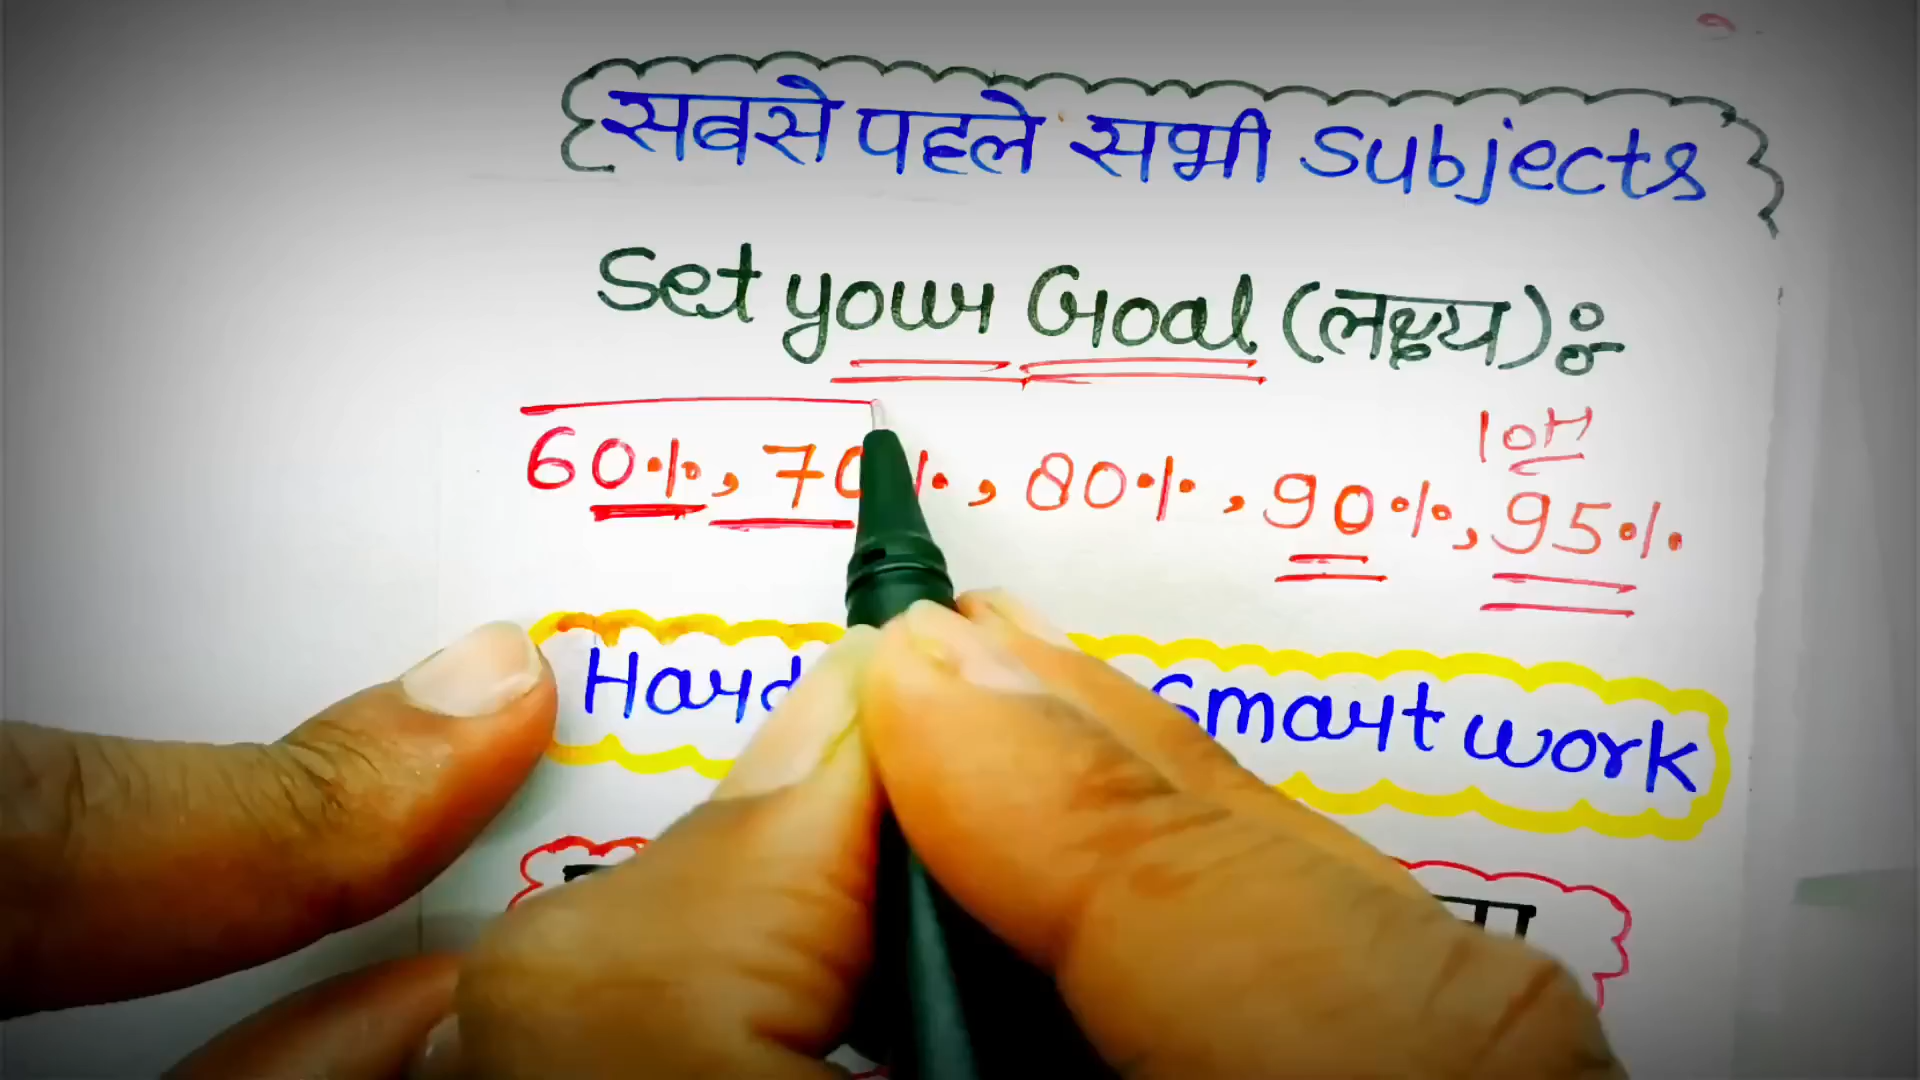 सबसे पहले सभी Subjects
Set your Goal (लक्ष्य):-
10th
60%, 70%, 80%, 90%, 95%
Hard Smart work